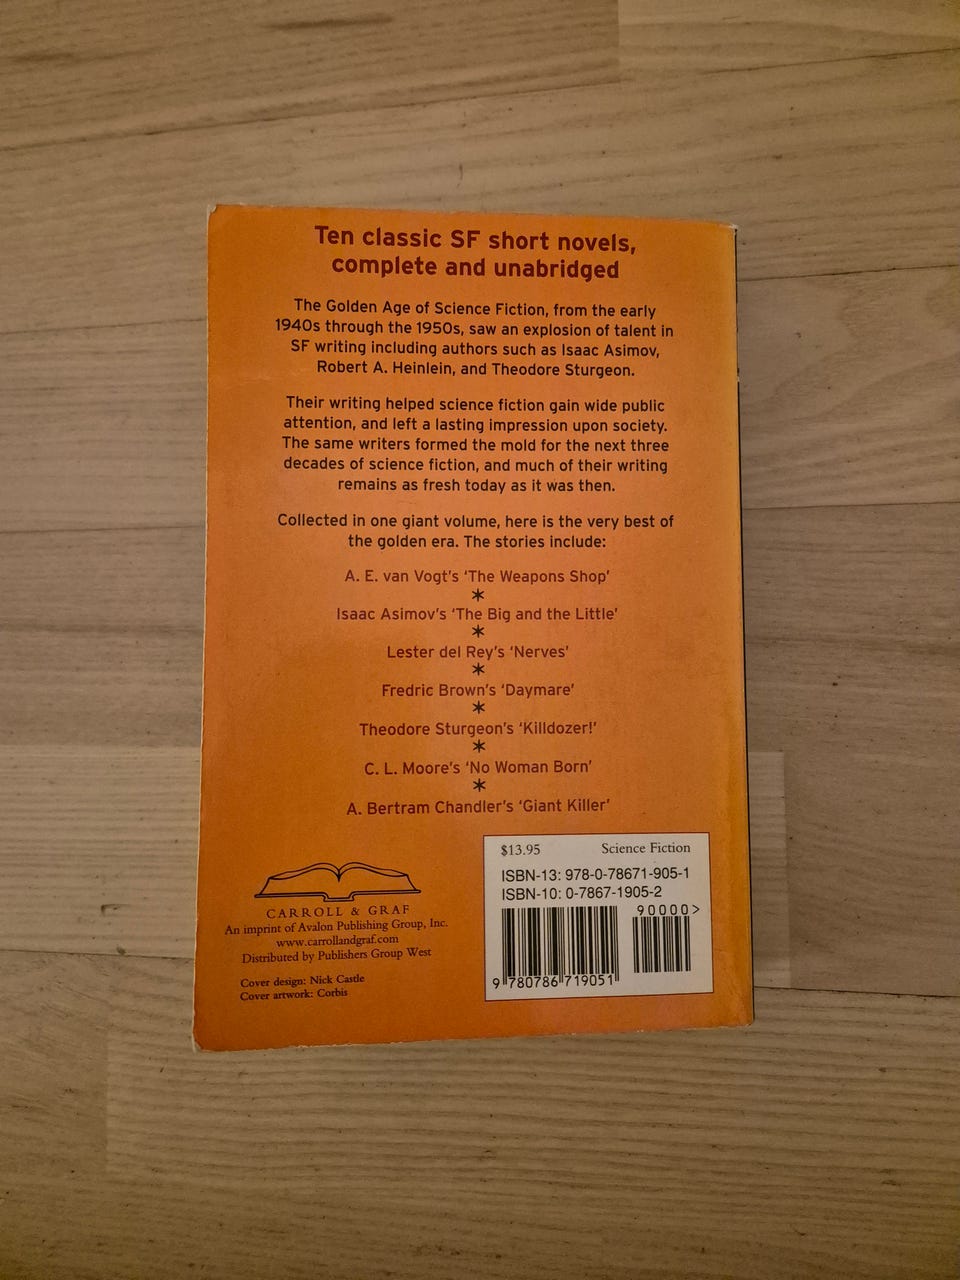 Ten classic SF short novels,
complete and unabridged
The Golden Age of Science Fiction, from the early
1940s through the 1950s, saw an explosion of talent in
SF writing including authors such as Isaac Asimov,
Robert A. Heinlein, and Theodore Sturgeon.
Their writing helped science fiction gain wide public
attention, and left a lasting impression upon society.
The same writers formed the mold for the next three
decades of science fiction, and much of their writing
remains as fresh today as it was then.
Collected in one giant volume, here is the very best of
the golden era. The stories include:
A. E. van Vogt's ‘The Weapons Shop’
*
Isaac Asimov's ‘The Big and the Little’
*
Lester del Rey's ‘Nerves’
*
Fredric Brown's ‘Daymare’
*
Theodore Sturgeon's ‘Killdozer!’
*
C. L. Moore's ‘No Woman Born’
*
A. Bertram Chandler's ‘Giant Killer’
CARROLL & GRAF
An imprint of Avalon Publishing Group, Inc.
www.carrollandgraf.com
Distributed by Publishers Group West
Cover design: Nick Castle
Cover artwork: Corbis
$13.95 Science Fiction
ISBN-13: 978-0-78671-905-1
ISBN-10: 0-7867-1905-2
90000>
9 780786 719051